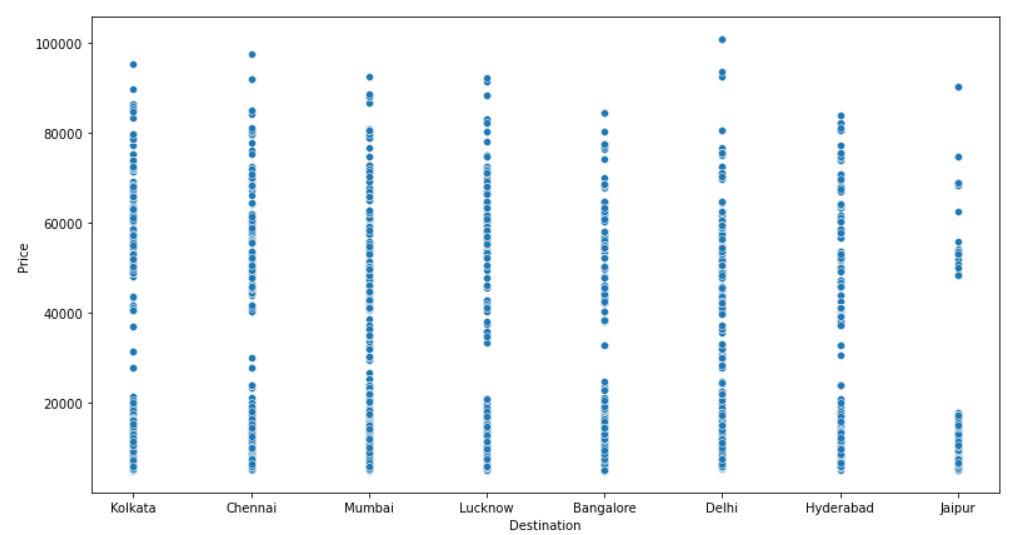 100000
80000
60000
40000
20000
Price
Kolkata Chennai Mumbai Lucknow Bangalore Delhi Hyderabad Jaipur
Destination